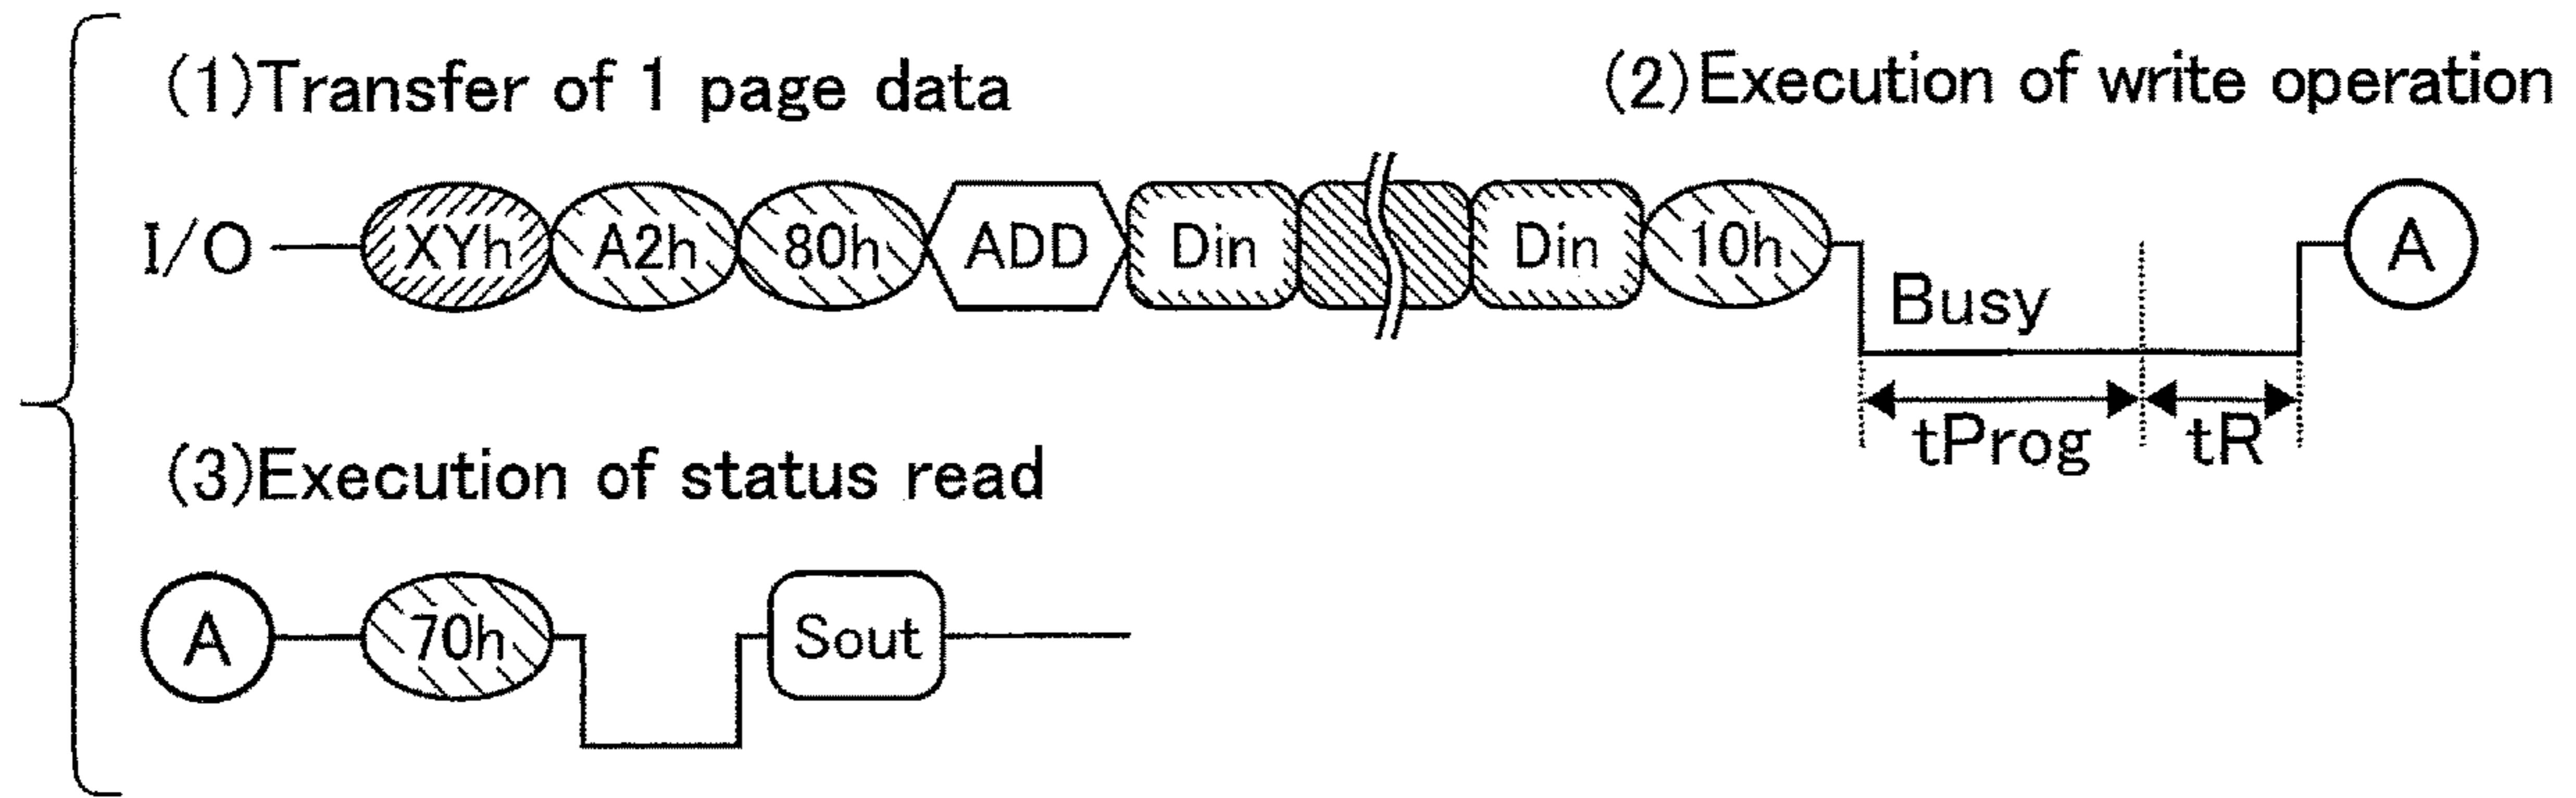 (1)Transfer of 1 page data
(2)Execution of write operation
I/O XYh A2h 80h ADD Din Din 10h A
Busy
tProg tR
(3)Execution of status read
A 70h Sout